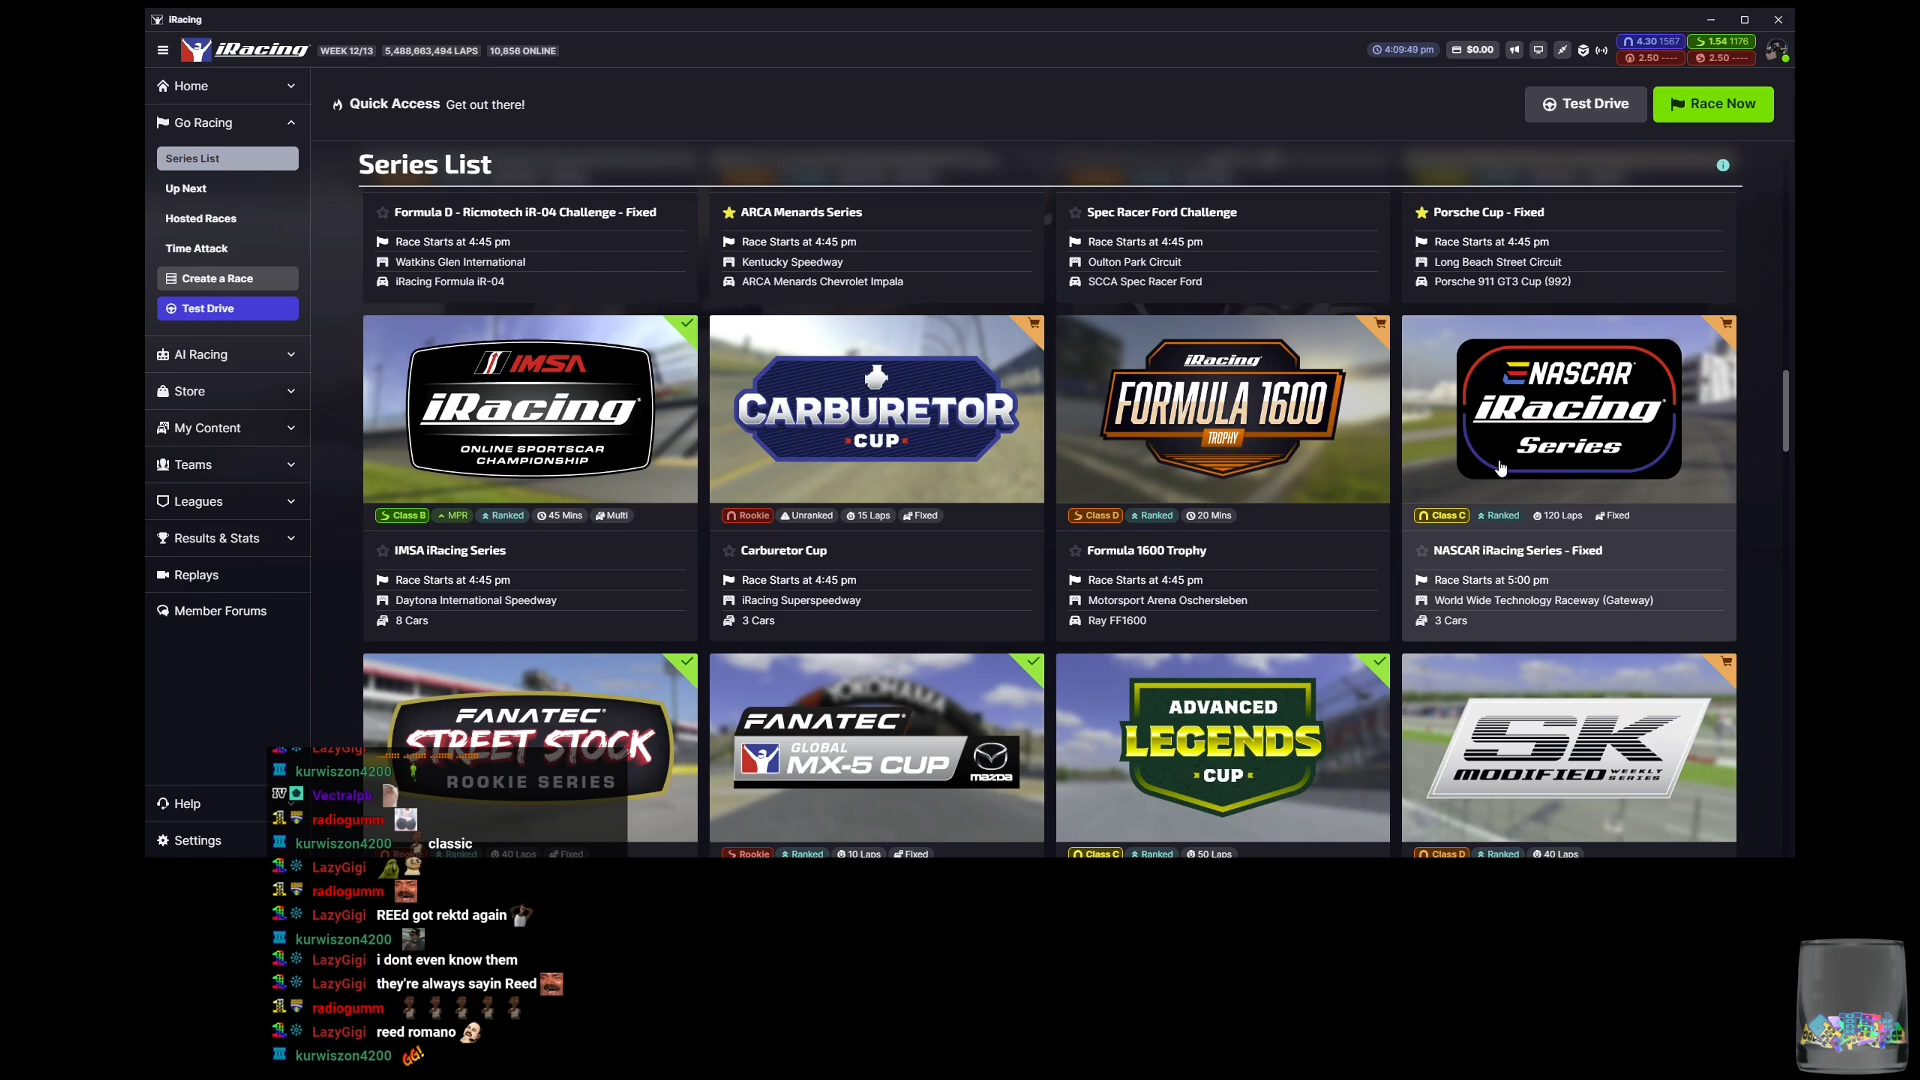 iRacing
iRacing WEEK 12/13 5,488,663,494 LAPS 10,856 ONLINE
4:09:49 pm $0.00 4.30 1567 1.54 1176
2.50 ---- 2.50 ----
Home
Go Racing
Series List
Up Next
Hosted Races
Time Attack
Create a Race
Test Drive
AI Racing
Store
My Content
Teams
Leagues
Results & Stats
Replays
Member Forums
Help
Settings
Quick Access Get out there!
Test Drive
Race Now
Series List
Formula D - Ricmotech iR-04 Challenge - Fixed
Race Starts at 4:45 pm
Watkins Glen International
iRacing Formula iR-04
ARCA Menards Series
Race Starts at 4:45 pm
Kentucky Speedway
ARCA Menards Chevrolet Impala
Spec Racer Ford Challenge
Race Starts at 4:45 pm
Oulton Park Circuit
SCCA Spec Racer Ford
Porsche Cup - Fixed
Race Starts at 4:45 pm
Long Beach Street Circuit
Porsche 911 GT3 Cup (992)
IMSA
iRacing
ONLINE SPORTSCAR
CHAMPIONSHIP
Class B MPR Ranked 45 Mins Multi
IMSA iRacing Series
Race Starts at 4:45 pm
Daytona International Speedway
8 Cars
CARBURETOR
CUP
Rookie Unranked 15 Laps Fixed
Carburetor Cup
Race Starts at 4:45 pm
iRacing Superspeedway
3 Cars
iRacing
FORMULA 1600
TROPHY
Class D Ranked 20 Mins
Formula 1600 Trophy
Race Starts at 4:45 pm
Motorsport Arena Oschersleben
Ray FF1600
NASCAR
iRacing
Series
Class C Ranked 120 Laps Fixed
NASCAR iRacing Series - Fixed
Race Starts at 5:00 pm
World Wide Technology Raceway (Gateway)
3 Cars
FANATEC
STREET STOCK
ROOKIE SERIES
Rookie Ranked 40 Laps Fixed
YOKOHAMA
FANATEC
GLOBAL
MX-5 CUP
mazda
Rookie Ranked 10 Laps Fixed
ADVANCED
LEGENDS
CUP
Class C Ranked 50 Laps
SK
MODIFIED WEEKLY SERIES
Class D Ranked 40 Laps
LazyGigi
kurwiszon4200
Vectralpb
radiogumm
kurwiszon4200 classic
LazyGigi
radiogumm
LazyGigi REEd got rektd again
kurwiszon4200
LazyGigi i dont even know them
LazyGigi they're always sayin Reed
radiogumm
LazyGigi reed romano
kurwiszon4200 GG!